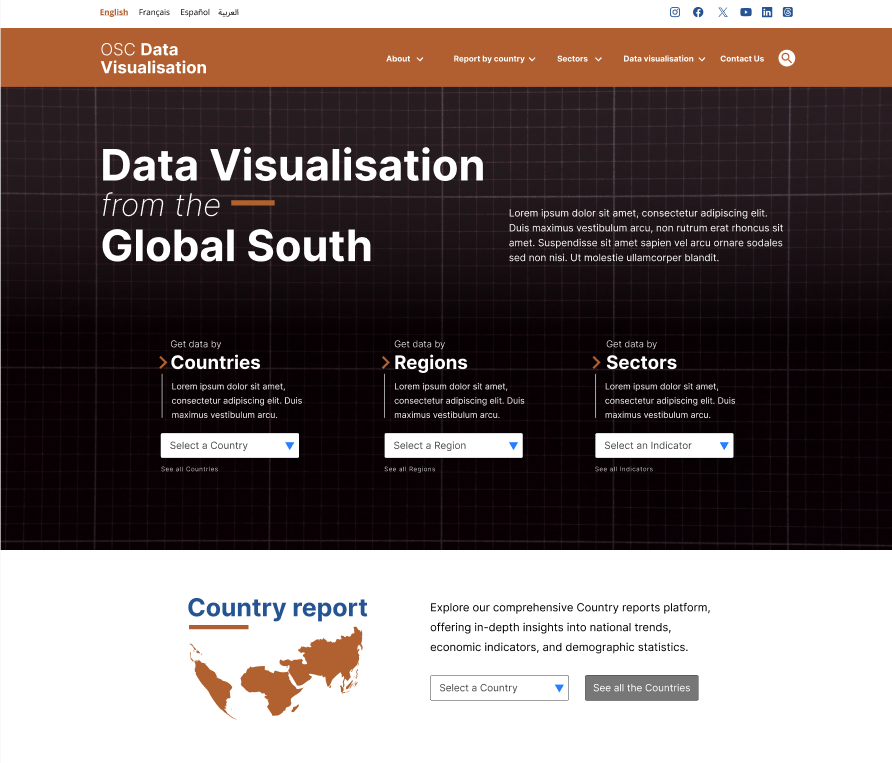 English Français Español العربية
OSC Data
Visualisation
About Report by country Sectors Data visualisation Contact Us
Data Visualisation
from the
Global South
Lorem ipsum dolor sit amet, consectetur adipiscing elit.
Duis maximus vestibulum arcu, non rutrum erat rhoncus sit
amet. Suspendisse sit amet sapien vel arcu ornare sodales
sed non nisi. Ut molestie ullamcorper blandit.
Get data by
Countries
Lorem ipsum dolor sit amet,
consectetur adipiscing elit. Duis
maximus vestibulum arcu.
Select a Country
See all Countries
Get data by
Regions
Lorem ipsum dolor sit amet,
consectetur adipiscing elit. Duis
maximus vestibulum arcu.
Select a Region
See all Regions
Get data by
Sectors
Lorem ipsum dolor sit amet,
consectetur adipiscing elit. Duis
maximus vestibulum arcu.
Select an Indicator
See all Indicators
Country report
Explore our comprehensive Country reports platform,
offering in-depth insights into national trends,
economic indicators, and demographic statistics.
Select a Country
See all the Countries